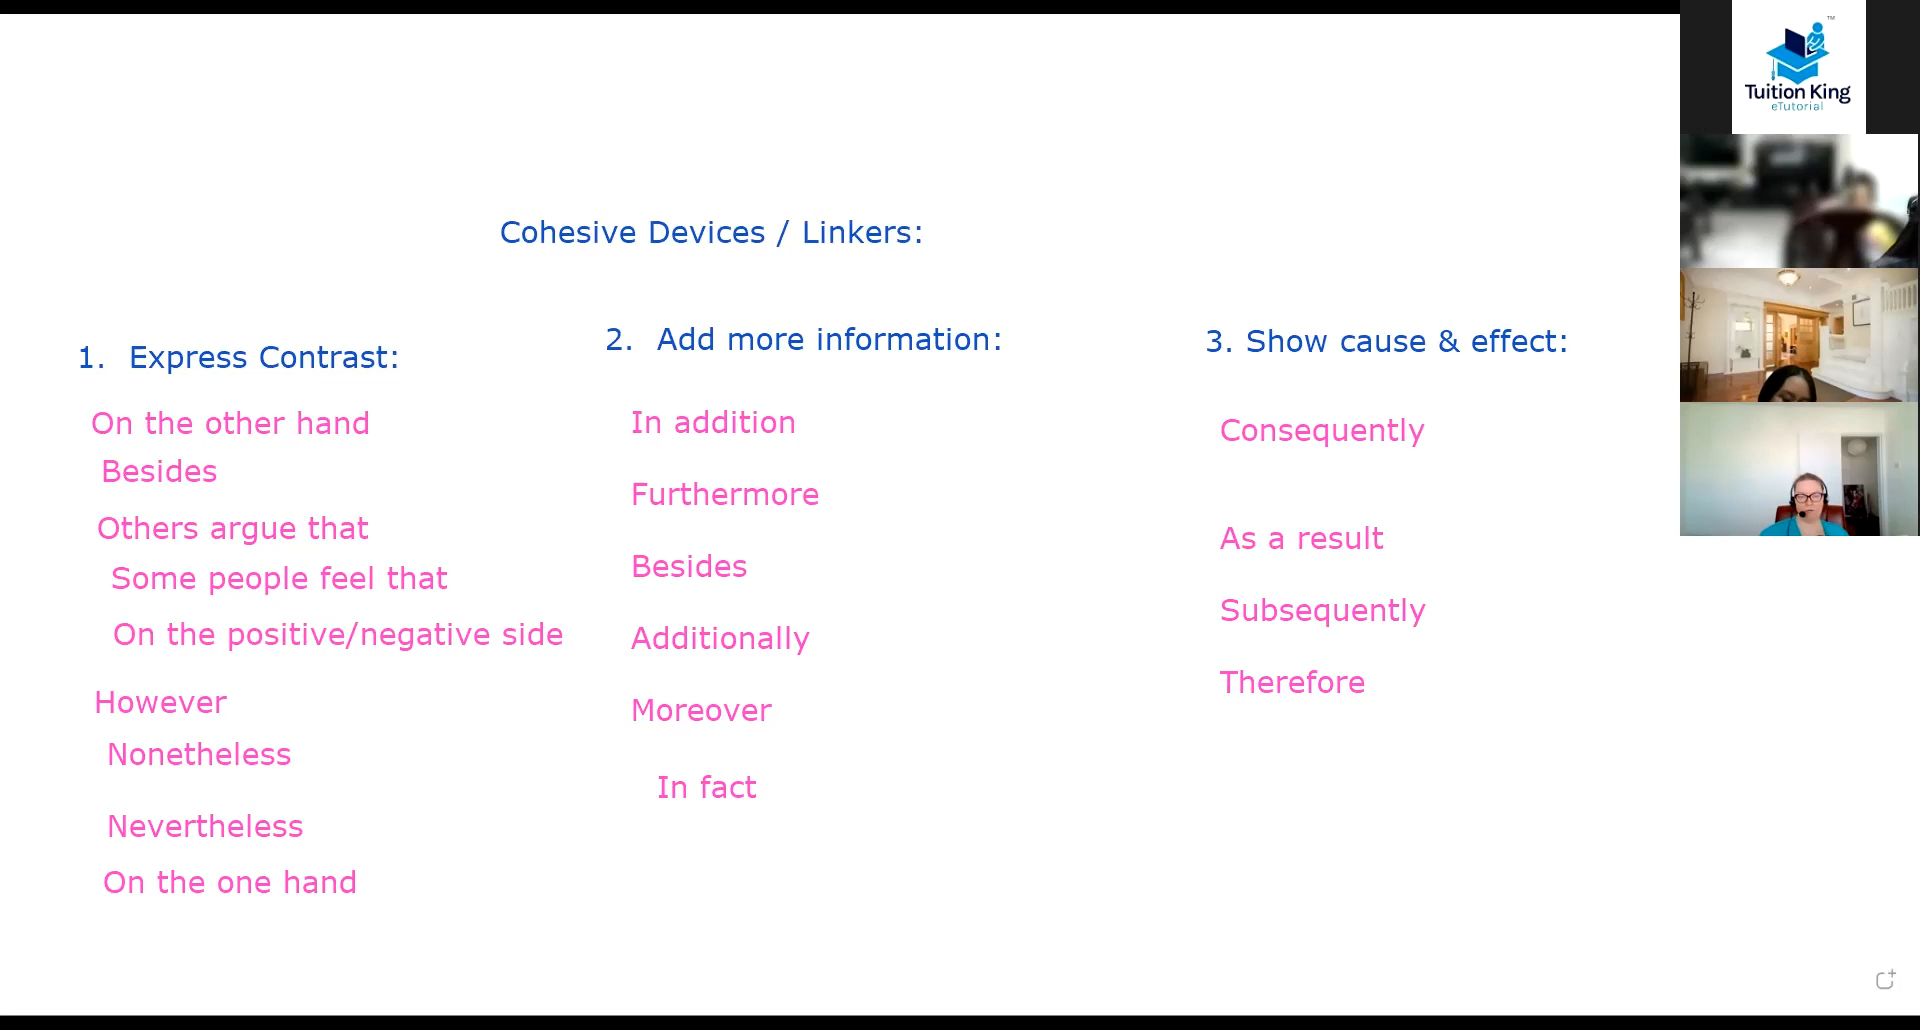 Cohesive Devices / Linkers:
1. Express Contrast:
On the other hand
Besides
Others argue that
Some people feel that
On the positive/negative side
However
Nonetheless
Nevertheless
On the one hand
2. Add more information:
In addition
Furthermore
Besides
Additionally
Moreover
In fact
3. Show cause & effect:
Consequently
As a result
Subsequently
Therefore
TM
Tuition King
eTutorial